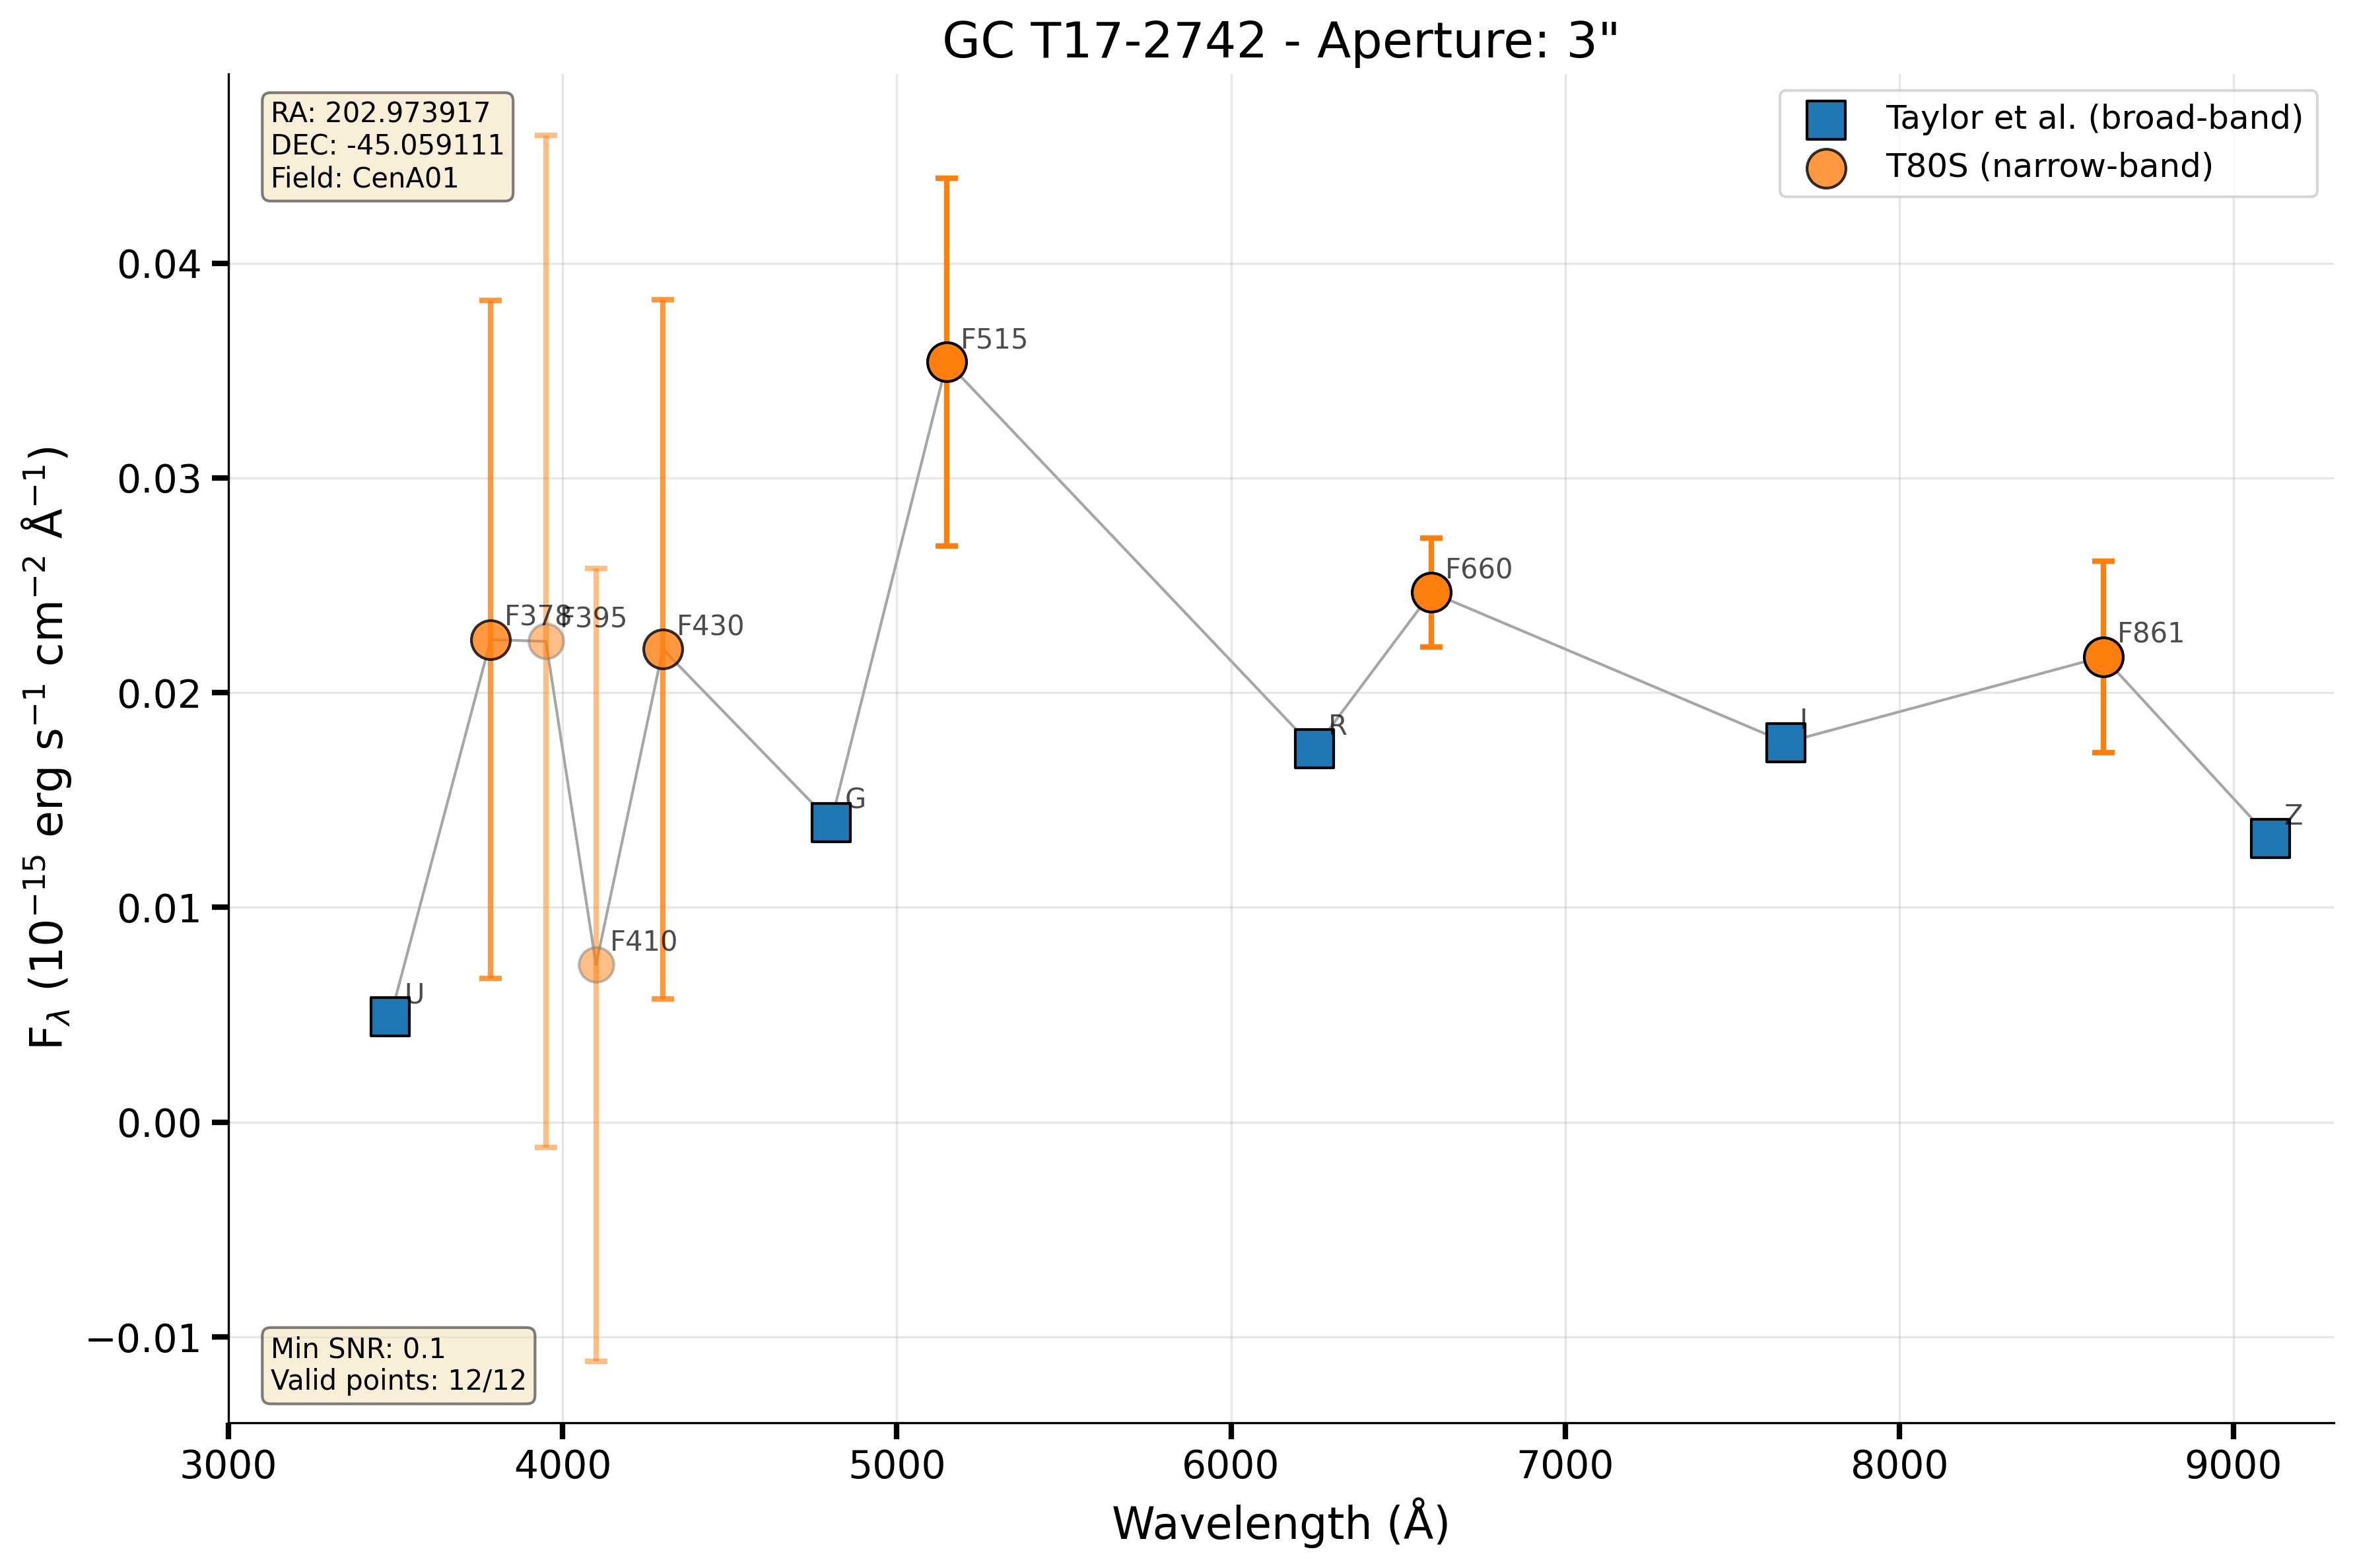 GC T17-2742 - Aperture: 3"
RA: 202.973917
DEC: -45.059111
Field: CenA01
Taylor et al. (broad-band)
T80S (narrow-band)
F_λ (10⁻¹⁵ erg s⁻¹ cm⁻² Å⁻¹)
0.04
0.03
0.02
0.01
0.00
−0.01
U
F378
F395
F410
F430
G
F515
R
F660
I
F861
Z
Min SNR: 0.1
Valid points: 12/12
3000
4000
5000
6000
7000
8000
9000
Wavelength (Å)